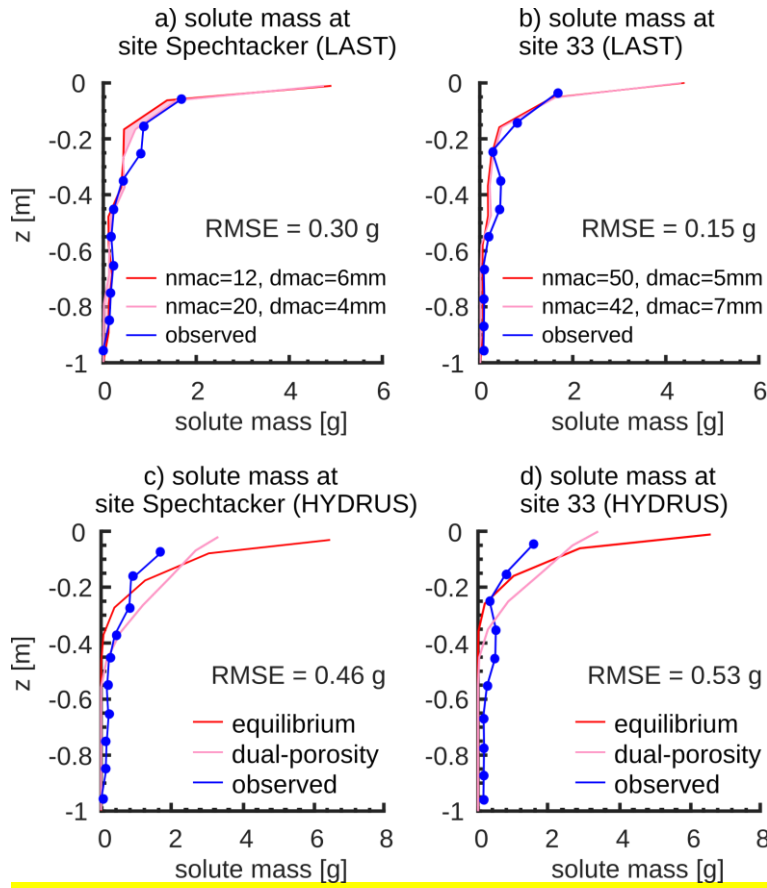 a) solute mass at
site Spechtacker (LAST)
0
-0.2
-0.4
-0.6
-0.8
-1
z [m]
RMSE = 0.30 g
nmac=12, dmac=6mm
nmac=20, dmac=4mm
observed
0 2 4 6
solute mass [g]
b) solute mass at
site 33 (LAST)
0
-0.2
-0.4
-0.6
-0.8
-1
RMSE = 0.15 g
nmac=50, dmac=5mm
nmac=42, dmac=7mm
observed
0 2 4 6
solute mass [g]
c) solute mass at
site Spechtacker (HYDRUS)
0
-0.2
-0.4
-0.6
-0.8
-1
z [m]
RMSE = 0.46 g
equilibrium
dual-porosity
observed
0 2 4 6 8
solute mass [g]
d) solute mass at
site 33 (HYDRUS)
0
-0.2
-0.4
-0.6
-0.8
-1
RMSE = 0.53 g
equilibrium
dual-porosity
observed
0 2 4 6 8
solute mass [g]